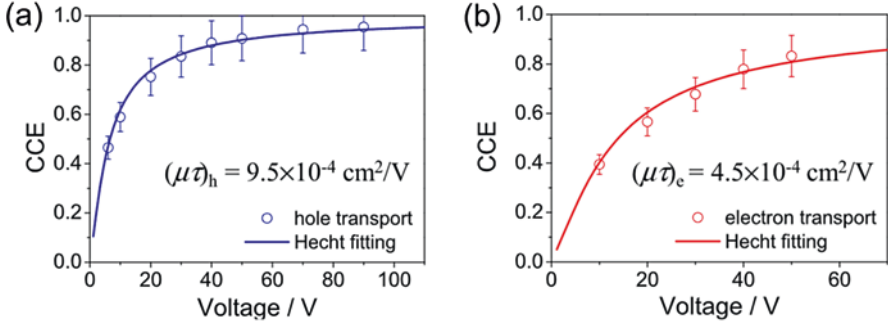 (a)
1.0
0.8
0.6
0.4
0.2
0.0
CCE
(μτ)h = 9.5×10-4 cm2/V
hole transport
Hecht fitting
0 20 40 60 80 100
Voltage / V
(b)
1.0
0.8
0.6
0.4
0.2
0.0
CCE
(μτ)e = 4.5×10-4 cm2/V
electron transport
Hecht fitting
0 20 40 60
Voltage / V